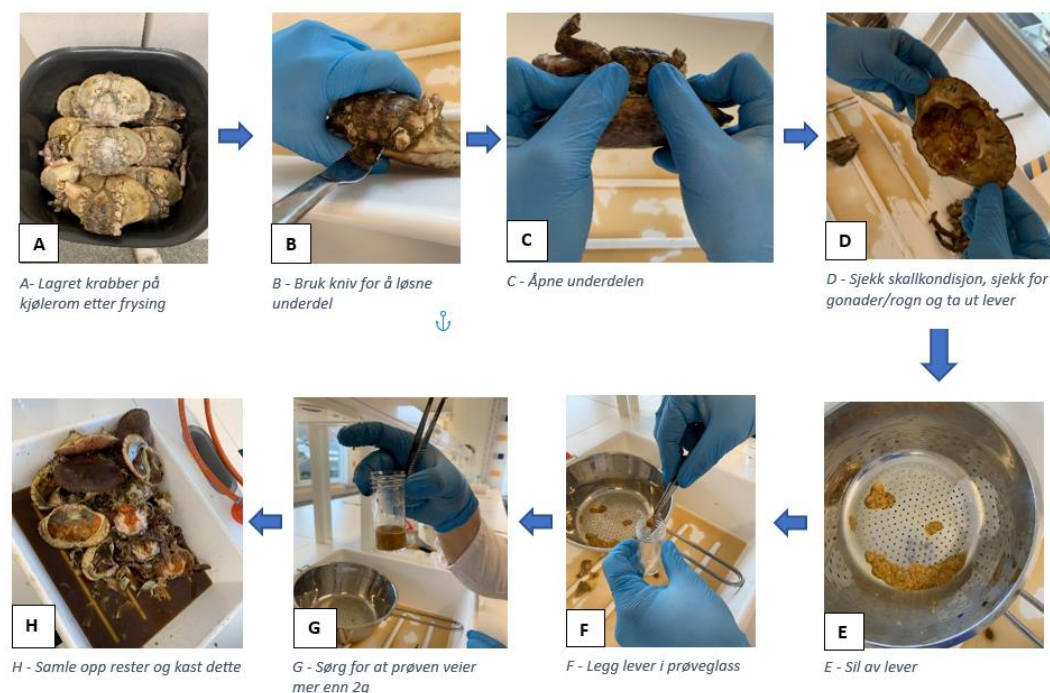 A
A- Lagret krabber på
kjølerom etter frysing
B
B - Bruk kniv for å løsne
underdel
C
C - Åpne underdelen
D
D - Sjekk skallkondisjon, sjekk for
gonader/rogn og ta ut lever
E
E - Sil av lever
F
F - Legg lever i prøveglass
G
G - Sørg for at prøven veier
mer enn 2g
H
H - Samle opp rester og kast dette